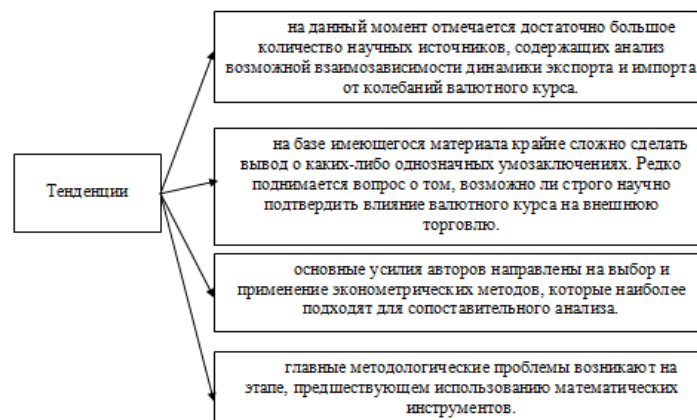 на данный момент отмечается достаточно большое
количество научных источников, содержащих анализ
возможной взаимозависимости динамики экспорта и импорта
от колебаний валютного курса.
на базе имеющегося материала крайне сложно сделать
вывод о каких-либо однозначных умозаключениях. Редко
поднимается вопрос о том, возможно ли строго научно
подтвердить влияние валютного курса на внешнюю
торговлю.
Тенденции
основные усилия авторов направлены на выбор и
применение эконометрических методов, которые наиболее
подходят для сопоставительного анализа.
главные методологические проблемы возникают на
этапе, предшествующем использованию математических
инструментов.